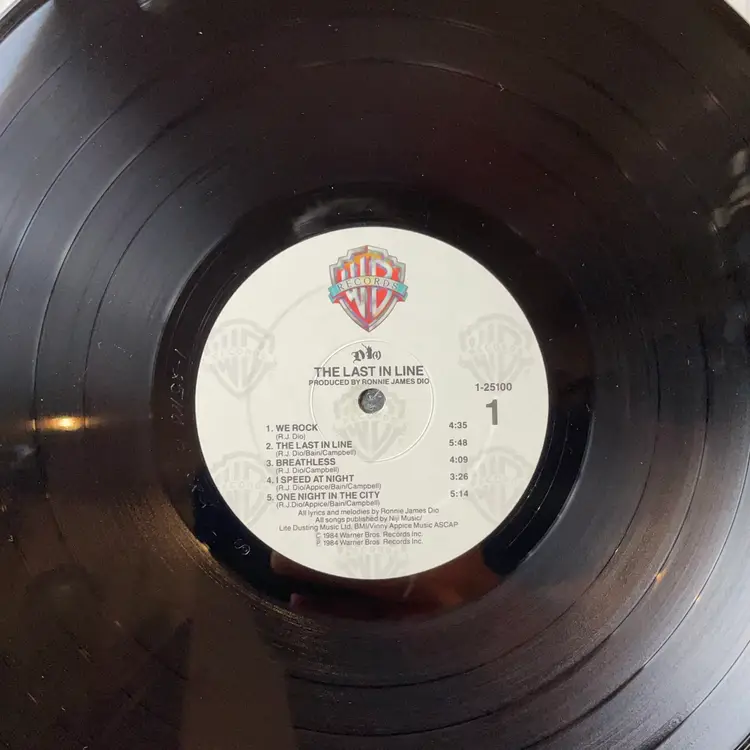 WB
RECORDS
DIO
THE LAST IN LINE
PRODUCED BY RONNIE JAMES DIO
1-25100
1
1. WE ROCK 4:35
(R.J. Dio)
2. THE LAST IN LINE 5:48
(R.J. Dio/Bain/Campbell)
3. BREATHLESS 4:09
(R.J. Dio/Campbell)
4. I SPEED AT NIGHT 3:26
(R.J. Dio/Appice/Bain/Campbell)
5. ONE NIGHT IN THE CITY 5:14
(R.J.Dio/Appice/Bain/Campbell)
All lyrics and melodies by Ronnie James Dio
All songs published by Niji Music/
Lite Dusting Music Ltd. BMI/Vinny Appice Music ASCAP
© 1984 Warner Bros. Records Inc.
℗ 1984 Warner Bros. Records Inc.